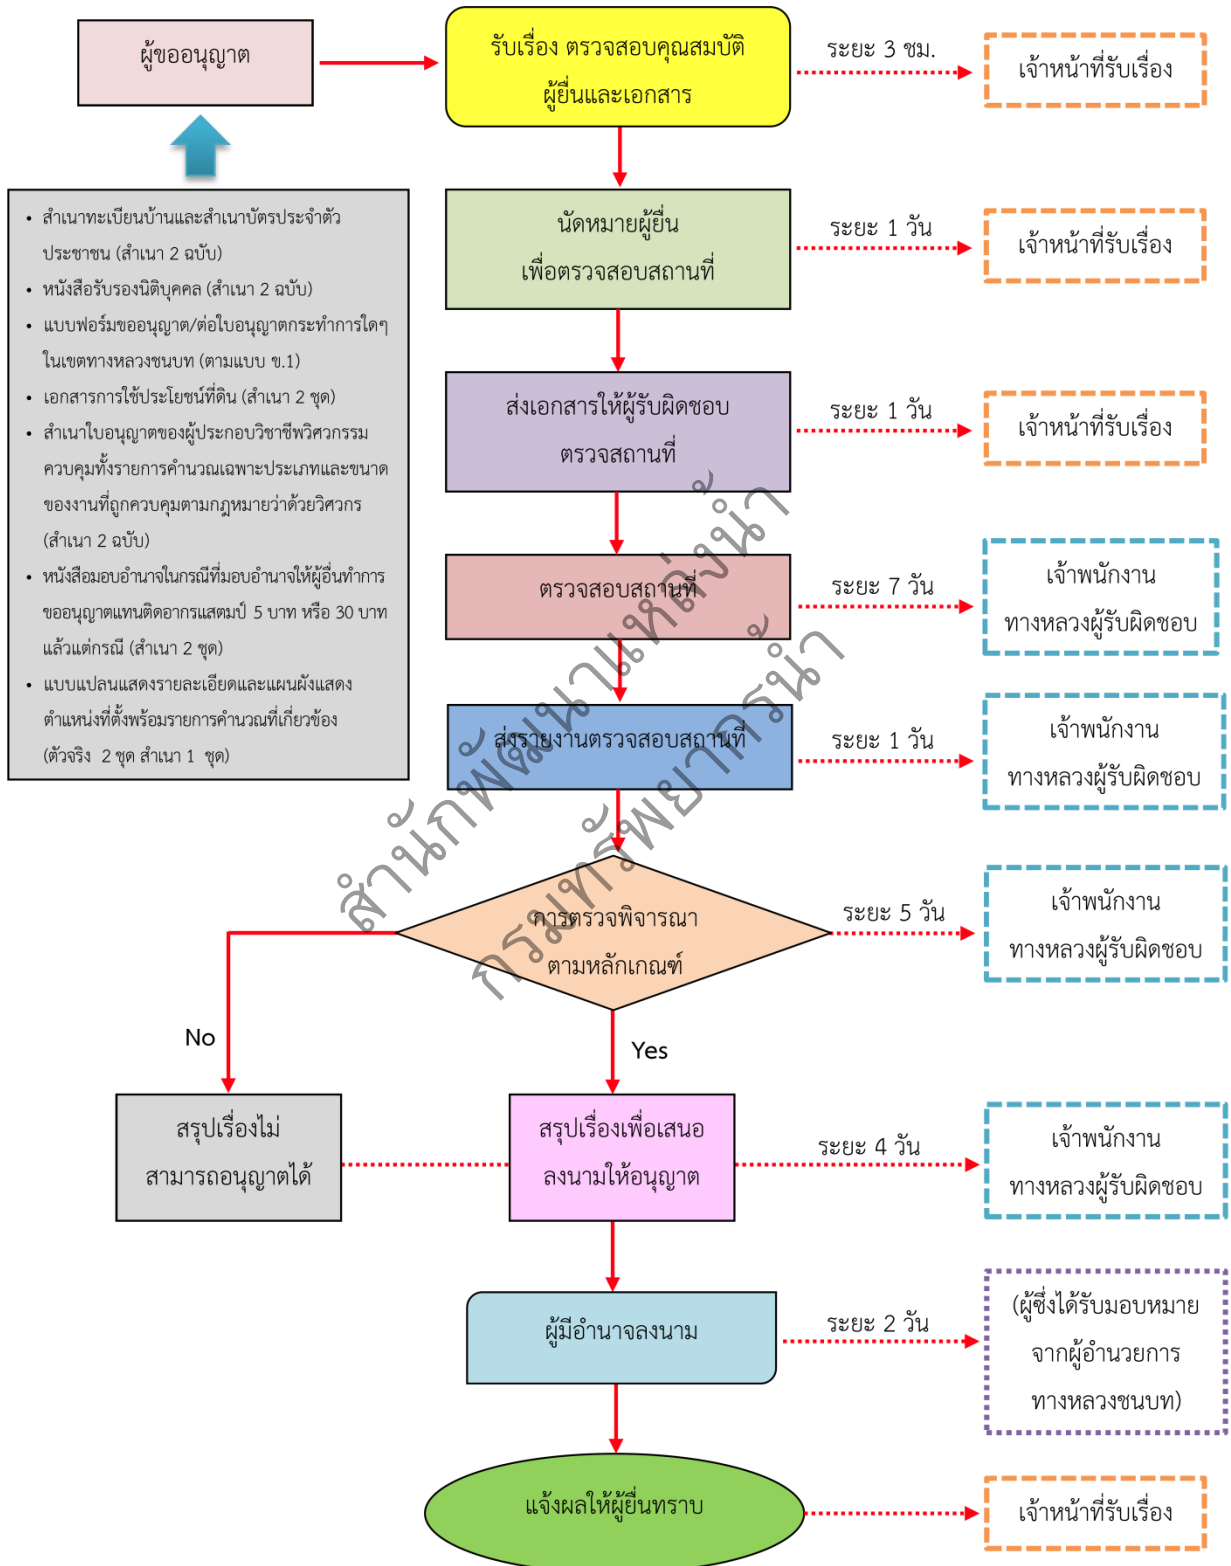 ผู้ขออนุญาต
รับเรื่อง ตรวจสอบคุณสมบัติ
ผู้ยื่นและเอกสาร
ระยะ 3 ชม.
เจ้าหน้าที่รับเรื่อง
• สำเนาทะเบียนบ้านและสำเนาบัตรประจำตัว
ประชาชน (สำเนา 2 ฉบับ)
• หนังสือรับรองนิติบุคคล (สำเนา 2 ฉบับ)
• แบบฟอร์มขออนุญาต/ต่อใบอนุญาตกระทำการใดๆ
ในเขตทางหลวงชนบท (ตามแบบ ข.1)
• เอกสารการใช้ประโยชน์ที่ดิน (สำเนา 2 ชุด)
• สำเนาใบอนุญาตของผู้ประกอบวิชาชีพวิศวกรรม
ควบคุมทั้งรายการคำนวณเฉพาะประเภทและขนาด
ของงานที่ถูกควบคุมตามกฎหมายว่าด้วยวิศวกร
(สำเนา 2 ฉบับ)
• หนังสือมอบอำนาจในกรณีที่มอบอำนาจให้ผู้อื่นทำการ
ขออนุญาตแทนติดอากรแสตมป์ 5 บาท หรือ 30 บาท
แล้วแต่กรณี (สำเนา 2 ชุด)
• แบบแปลนแสดงรายละเอียดและแผนผังแสดง
ตำแหน่งที่ตั้งพร้อมรายการคำนวณที่เกี่ยวข้อง
(ตัวจริง 2 ชุด สำเนา 1 ชุด)
นัดหมายผู้ยื่น
เพื่อตรวจสอบสถานที่
ระยะ 1 วัน
เจ้าหน้าที่รับเรื่อง
ส่งเอกสารให้ผู้รับผิดชอบ
ตรวจสถานที่
ระยะ 1 วัน
เจ้าหน้าที่รับเรื่อง
ตรวจสอบสถานที่
ระยะ 7 วัน
เจ้าพนักงาน
ทางหลวงผู้รับผิดชอบ
ส่งรายงานตรวจสอบสถานที่
ระยะ 1 วัน
เจ้าพนักงาน
ทางหลวงผู้รับผิดชอบ
สำนักพัฒนาแหล่งน้ำ
กรมทรัพยากรน้ำ
การตรวจพิจารณา
ตามหลักเกณฑ์
ระยะ 5 วัน
เจ้าพนักงาน
ทางหลวงผู้รับผิดชอบ
No
Yes
สรุปเรื่องไม่
สามารถอนุญาตได้
สรุปเรื่องเพื่อเสนอ
ลงนามให้อนุญาต
ระยะ 4 วัน
เจ้าพนักงาน
ทางหลวงผู้รับผิดชอบ
ผู้มีอำนาจลงนาม
ระยะ 2 วัน
(ผู้ซึ่งได้รับมอบหมาย
จากผู้อำนวยการ
ทางหลวงชนบท)
แจ้งผลให้ผู้ยื่นทราบ
เจ้าหน้าที่รับเรื่อง